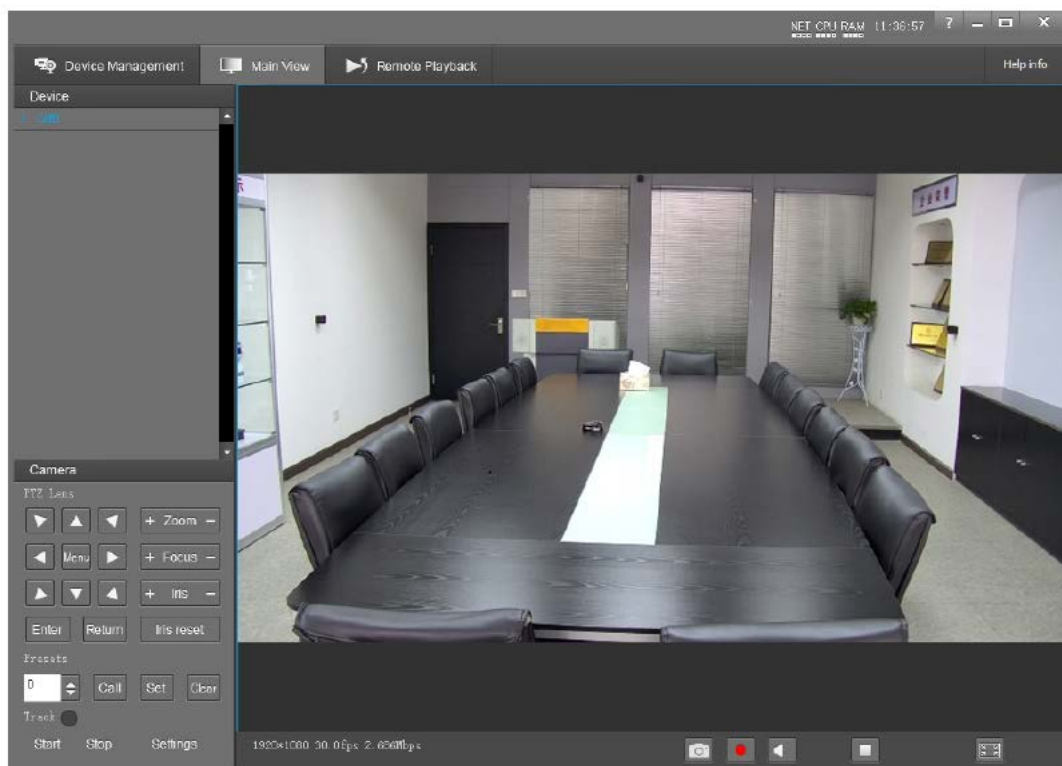 NET CPU RAM 11:36:57 ?
Device Management Main View Remote Playback Help info
Device
Camera
PTZ Lens
+ Zoom -
Menu + Focus -
+ Iris -
Enter Return Iris reset
Presets
0 Call Set Clear
Track
Start Stop Settings
1920*1080 30.0fps 2.686Mbps